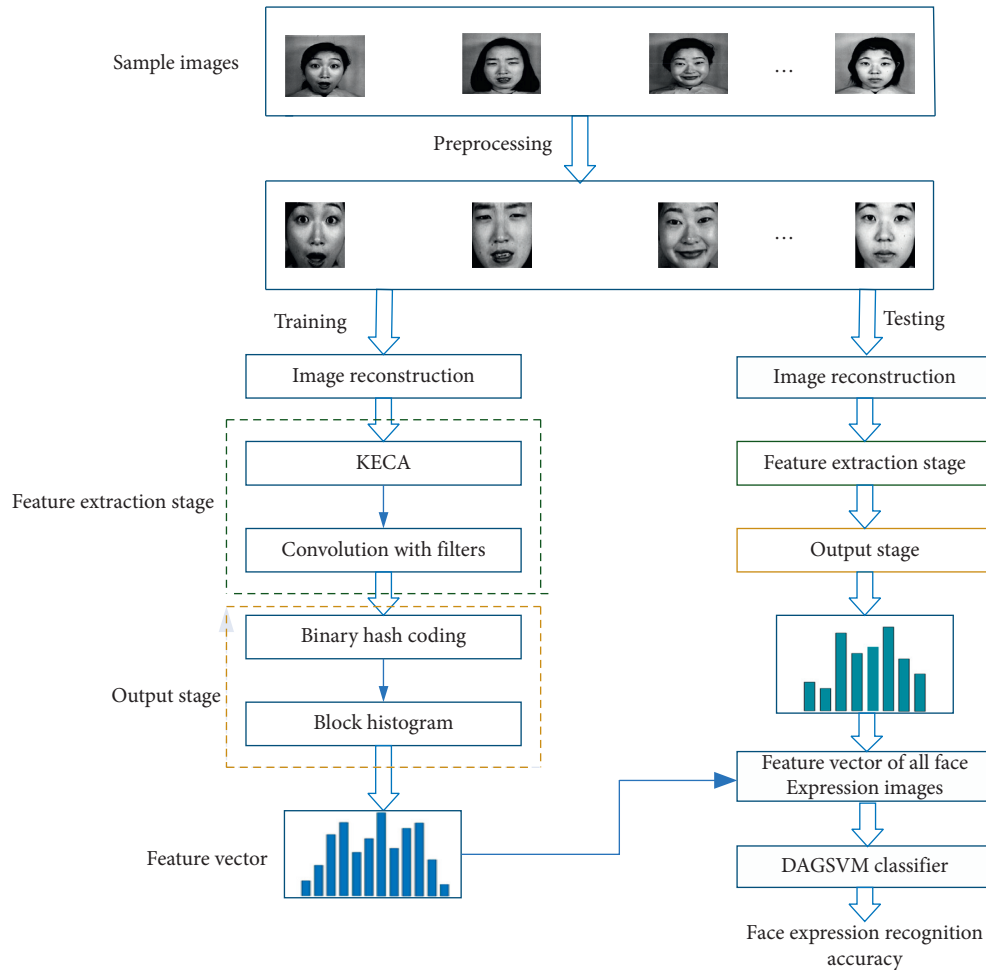 Sample images
...
Preprocessing
...
Training
Testing
Image reconstruction
Image reconstruction
KECA
Feature extraction stage
Feature extraction stage
Convolution with filters
Output stage
Binary hash coding
Output stage
Block histogram
Feature vector of all face
Expression images
Feature vector
DAGSVM classifier
Face expression recognition
accuracy